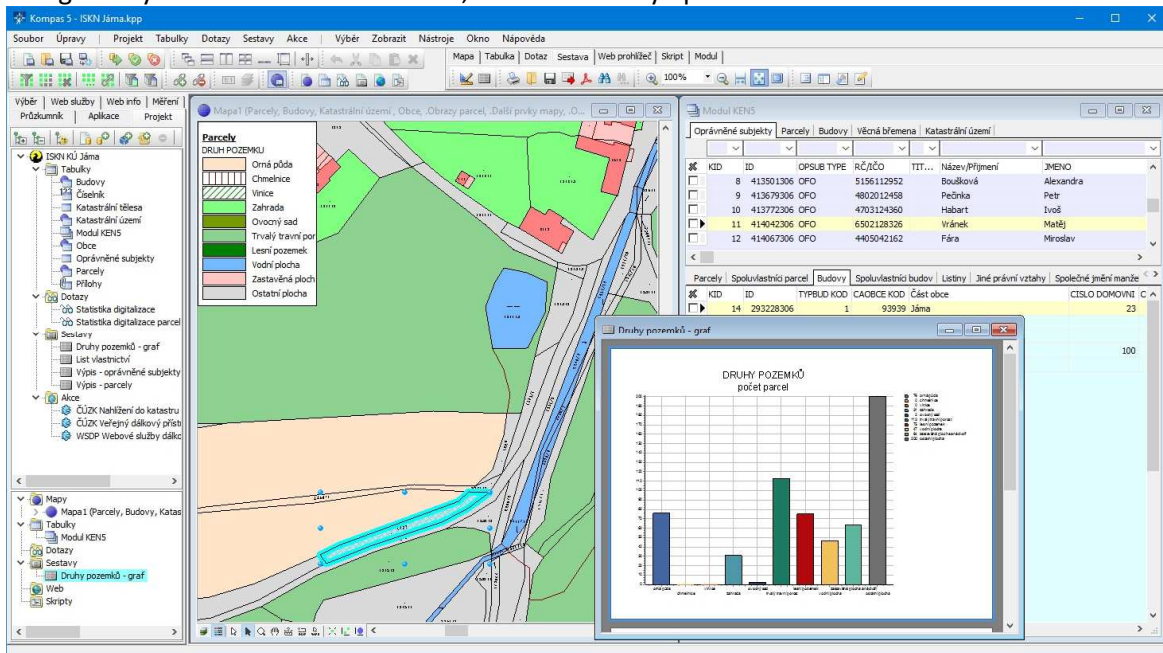 Kompas 5 - ISKN Jáma.kpp
Soubor Úpravy | Projekt Tabulky Dotazy Sestavy Akce | Výběr Zobrazit Nástroje Okno Nápověda
Mapa | Tabulka | Dotaz | Sestava | Web prohlížeč | Skript | Modul
100%
Výběr | Web služby | Web info | Měření
Průzkumník | Aplikace | Projekt
ISKN KÚ Jáma
Tabulky
Budovy
Číselník
Katastrální tělesa
Katastrální území
Modul KEN5
Obce
Oprávněné subjekty
Parcely
Přílohy
Dotazy
Statistika digitalizace
Statistika digitalizace parcel
Sestavy
Druhy pozemků - graf
List vlastnictví
Výpis - oprávněné subjekty
Výpis - parcely
Akce
ČÚZK Nahlížení do katastru
ČÚZK Veřejný dálkový příst
WSDP Webové služby dálko
Mapy
Mapa1 (Parcely, Budovy, Katas
Tabulky
Modul KEN5
Dotazy
Sestavy
Druhy pozemků - graf
Web
Skripty
Mapa1 (Parcely, Budovy, Katastrální území , Obce, .Obrazy parcel, .Další prvky mapy, .O...
Parcely
DRUH POZEMKU
Orná půda
Chmelnice
Vinice
Zahrada
Ovocný sad
Trvalý travní por
Lesní pozemek
Vodní plocha
Zastavěná ploch
Ostatní plocha
Modul KEN5
Oprávněné subjekty | Parcely | Budovy | Věcná břemena | Katastrální území
KID ID OPSUB TYPE RČ/IČO TIT... Název/Příjmení JMENO
8 413501306 OFO 5156112952 Boušková Alexandra
9 413679306 OFO 4802012458 Pečinka Petr
10 413772306 OFO 4703124360 Habart Ivoš
11 414042306 OFO 6502128326 Vránek Matěj
12 414067306 OFO 4405042162 Fára Miroslav
Parcely | Spoluvlastníci parcel | Budovy | Spoluvlastníci budov | Listiny | Jiné právní vztahy | Společné jmění manže
KID ID TYPBUD KOD CAOBCE KOD Část obce CISLO DOMOVNI C
14 293228306 1 93939 Jáma 23
100
Druhy pozemků - graf
DRUHY POZEMKŮ
počet parcel